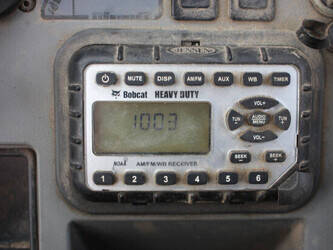 JENSEN
MUTE DISP AM/FM AUX WB TIMER
Bobcat HEAVY DUTY
VOL+
1003
TUN - AUDIO MENU TUN +
VOL-
NOAA AM/FM/WB RECEIVER
SEEK - SEEK +
1 2 3 4 5 6